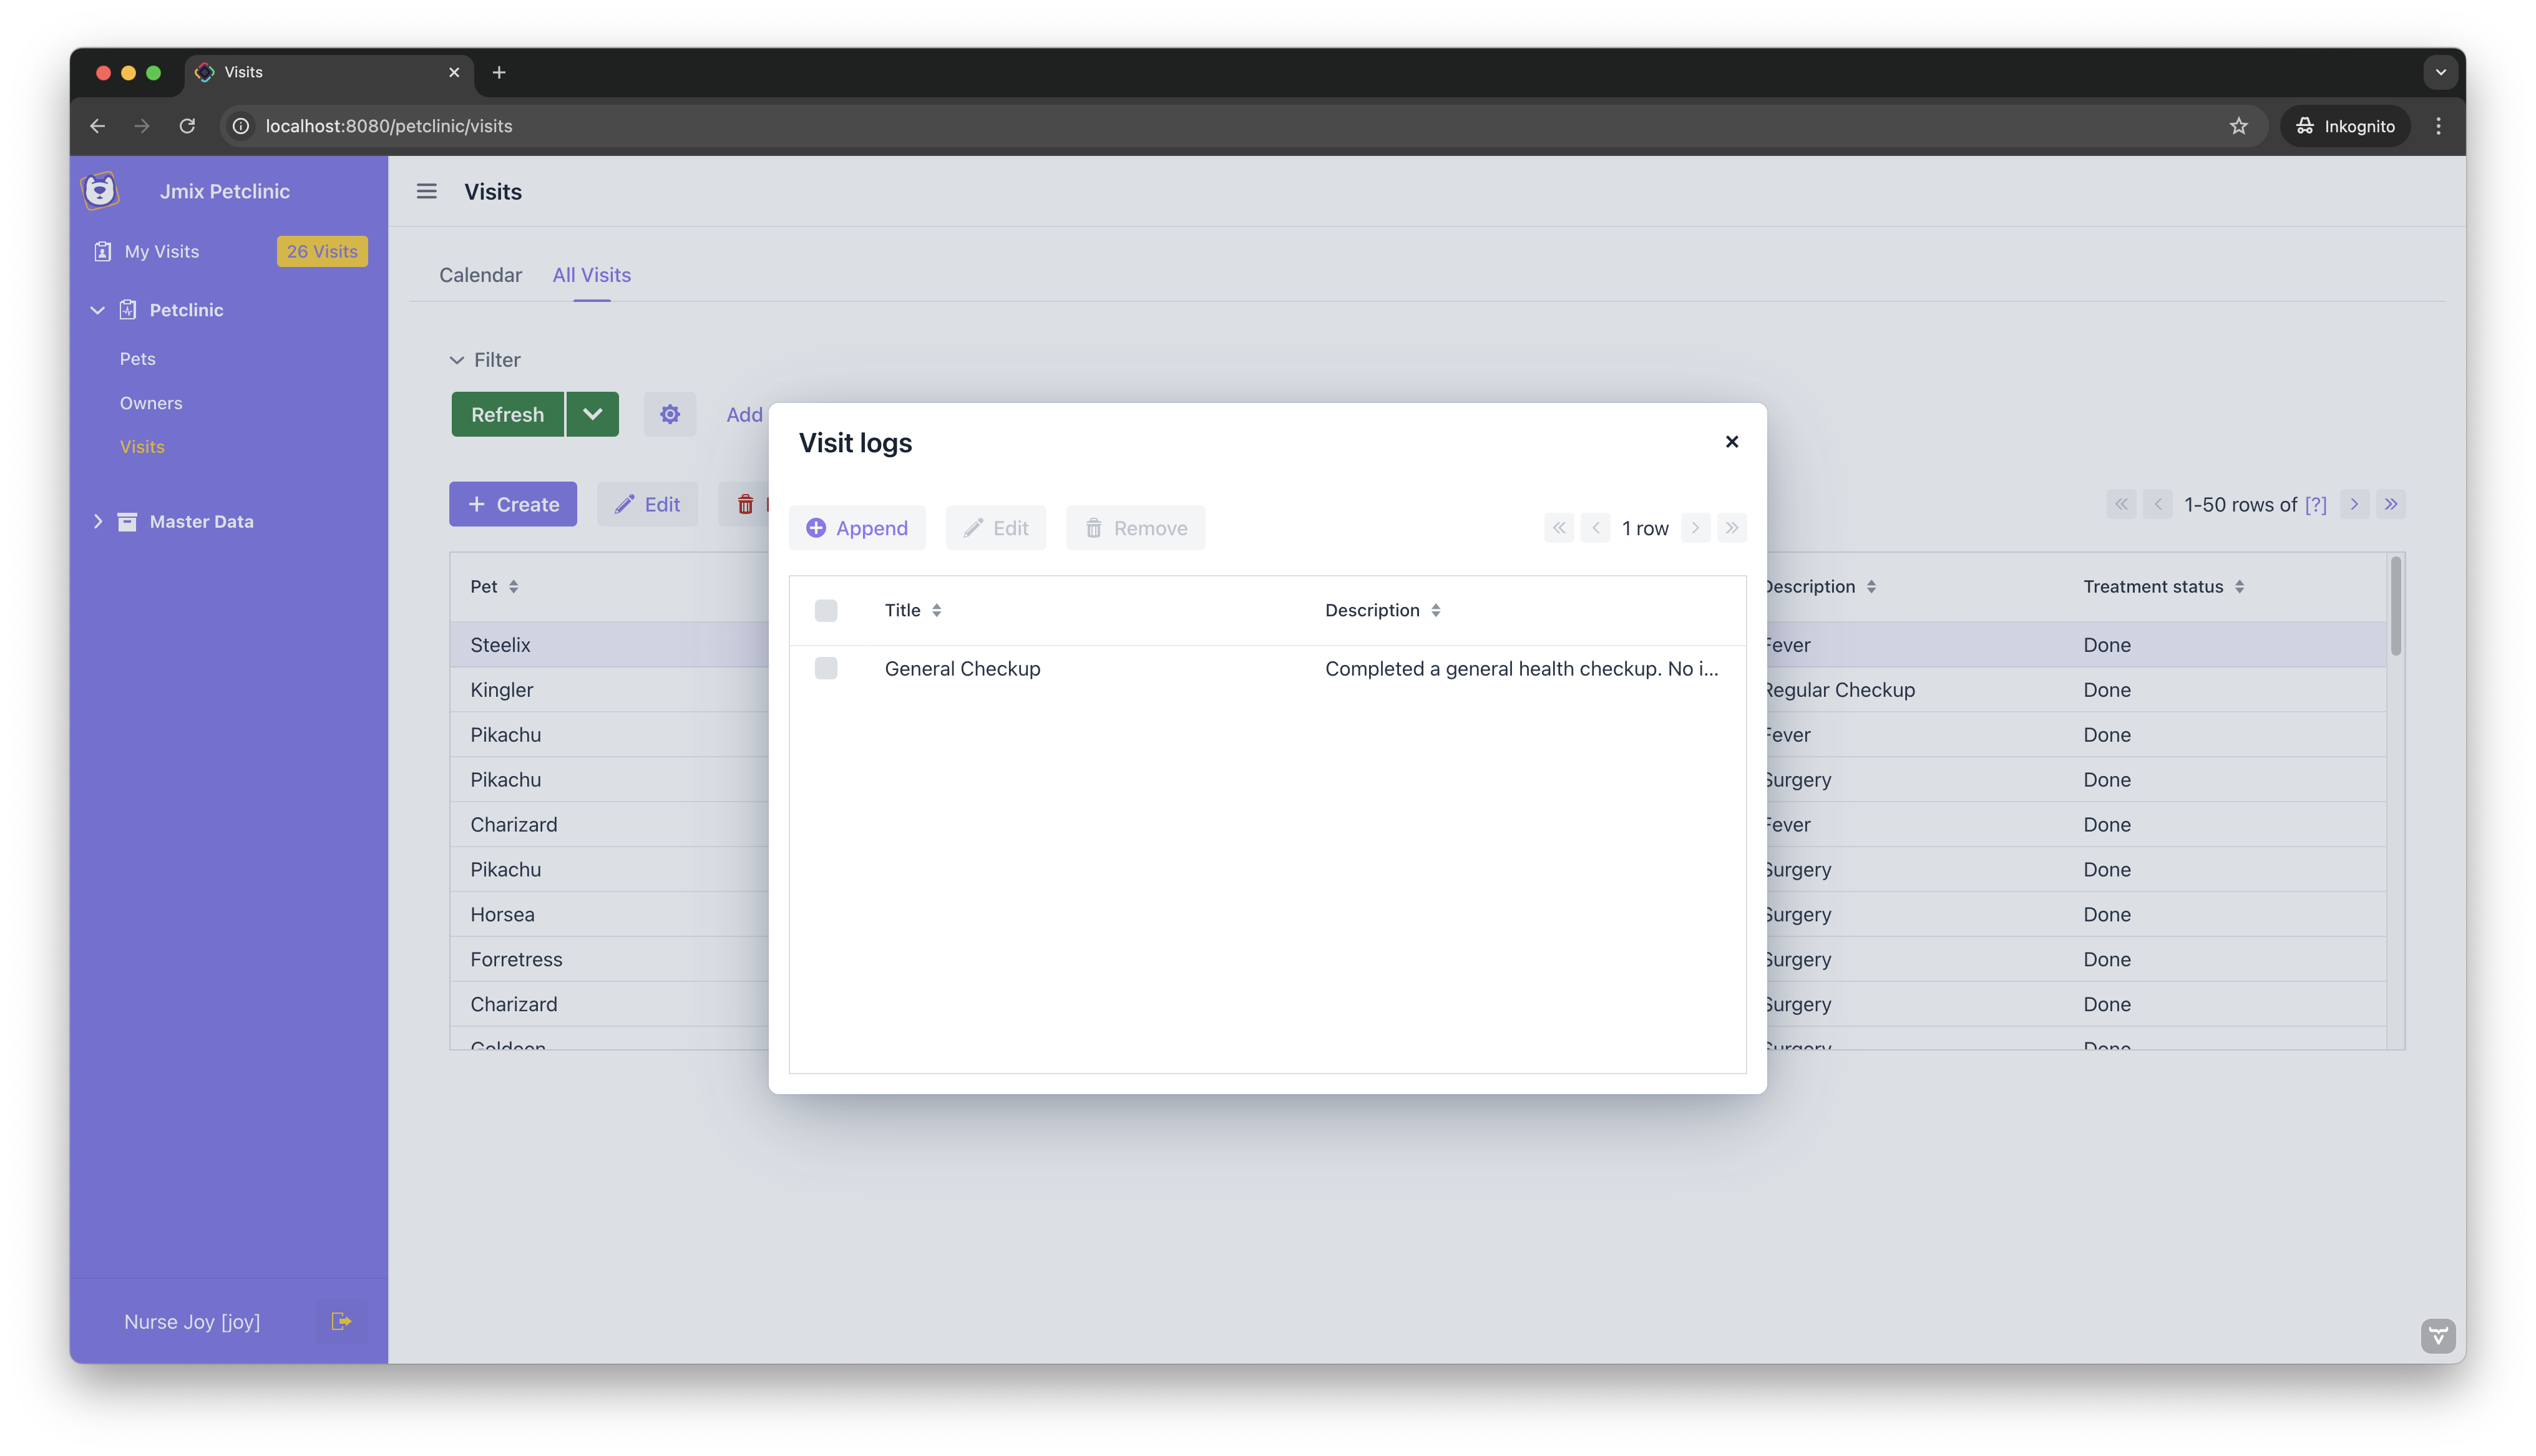 Visits
localhost:8080/petclinic/visits
Inkognito
Jmix Petclinic
Visits
My Visits
26 Visits
Calendar
All Visits
Petclinic
Pets
Owners
Visits
Master Data
Filter
Refresh
Add
Create
Edit
1-50 rows of [?]
Pet
Description
Treatment status
Steelix
Fever
Done
Kingler
Regular Checkup
Done
Pikachu
Fever
Done
Pikachu
Surgery
Done
Charizard
Fever
Done
Pikachu
Surgery
Done
Horsea
Surgery
Done
Forretress
Surgery
Done
Charizard
Surgery
Done
Goldeen
Surgery
Done
Visit logs
Append
Edit
Remove
1 row
Title
Description
General Checkup
Completed a general health checkup. No i...
Nurse Joy [joy]